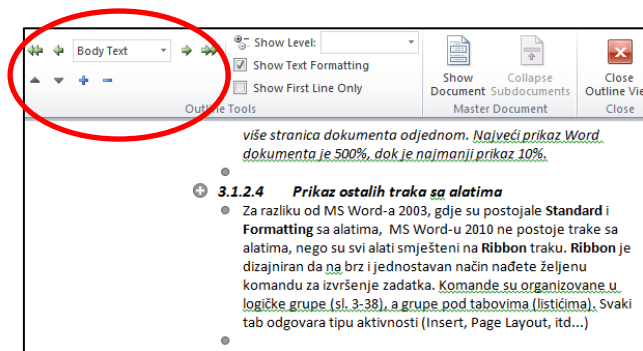 Body Text
Show Level:
Show Text Formatting
Show First Line Only
Outline Tools
Show
Document
Collapse
Subdocuments
Master Document
Close
Outline Vie
Close
više stranica dokumenta odjednom. Najveći prikaz Word
dokumenta je 500%, dok je najmanji prikaz 10%.
3.1.2.4 Prikaz ostalih traka sa alatima
Za razliku od MS Word-a 2003, gdje su postojale Standard i
Formatting sa alatima, MS Word-u 2010 ne postoje trake sa
alatima, nego su svi alati smješteni na Ribbon traku. Ribbon je
dizajniran da na brz i jednostavan način nađete željenu
komandu za izvršenje zadatka. Komande su organizovane u
logičke grupe (sl. 3-38), a grupe pod tabovima (listićima). Svaki
tab odgovara tipu aktivnosti (Insert, Page Layout, itd...)